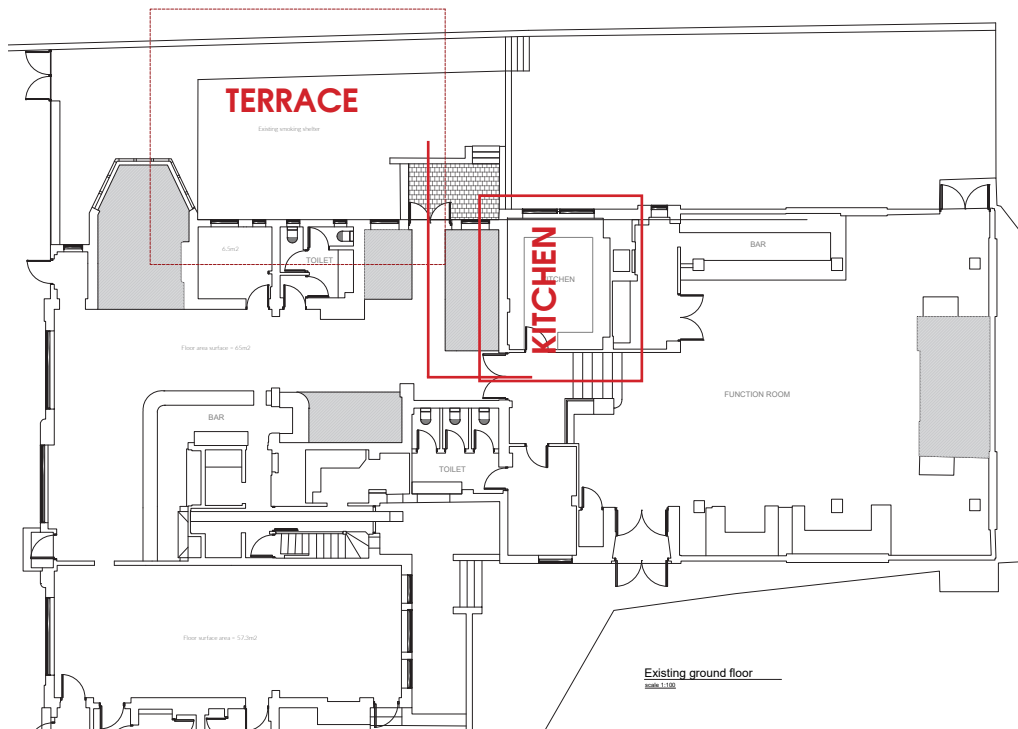 TERRACE
Existing smoking shelter
6.5m2
TOILET
KITCHEN
KITCHEN
BAR
Floor area surface = 65m2
FUNCTION ROOM
BAR
TOILET
Floor surface area = 57.3m2
Existing ground floor
scale 1:100